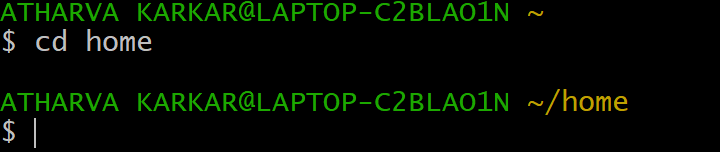 ATHARVA KARKAR@LAPTOP-C2BLAO1N ~
$ cd home
ATHARVA KARKAR@LAPTOP-C2BLAO1N ~/home
$